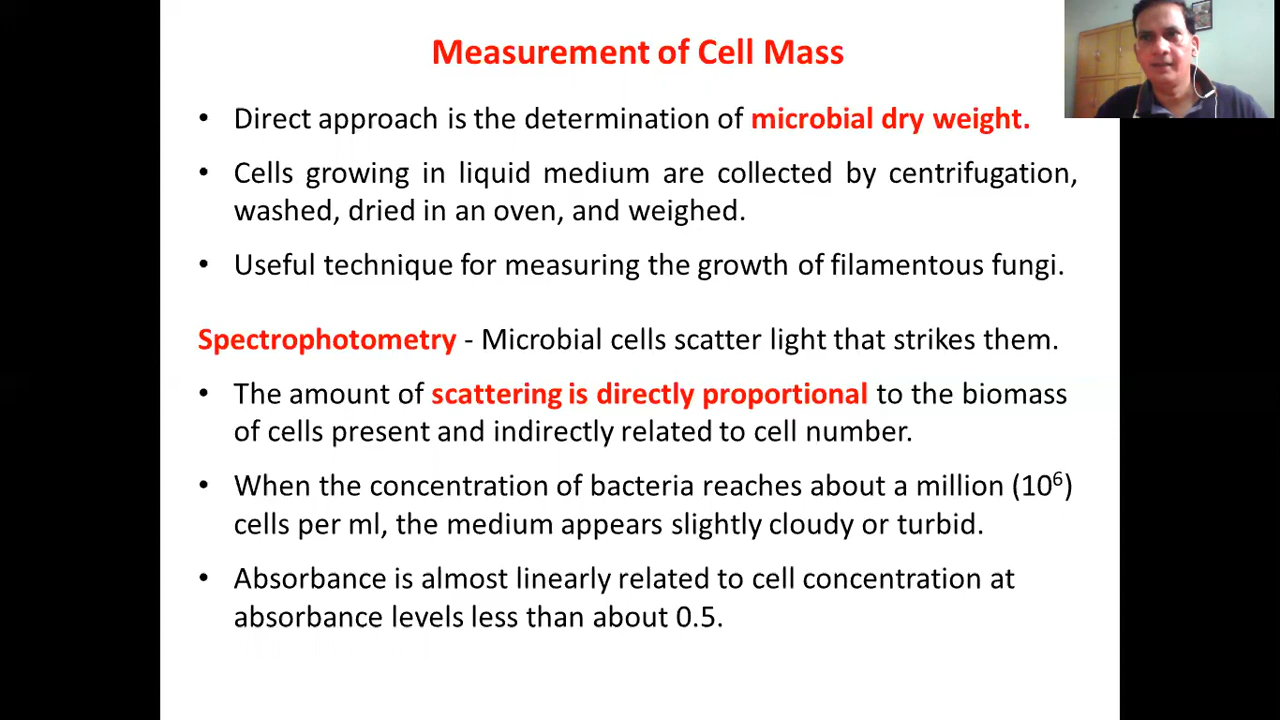 Measurement of Cell Mass
• Direct approach is the determination of microbial dry weight.
• Cells growing in liquid medium are collected by centrifugation,
washed, dried in an oven, and weighed.
• Useful technique for measuring the growth of filamentous fungi.
Spectrophotometry - Microbial cells scatter light that strikes them.
• The amount of scattering is directly proportional to the biomass
of cells present and indirectly related to cell number.
• When the concentration of bacteria reaches about a million (10⁶)
cells per ml, the medium appears slightly cloudy or turbid.
• Absorbance is almost linearly related to cell concentration at
absorbance levels less than about 0.5.